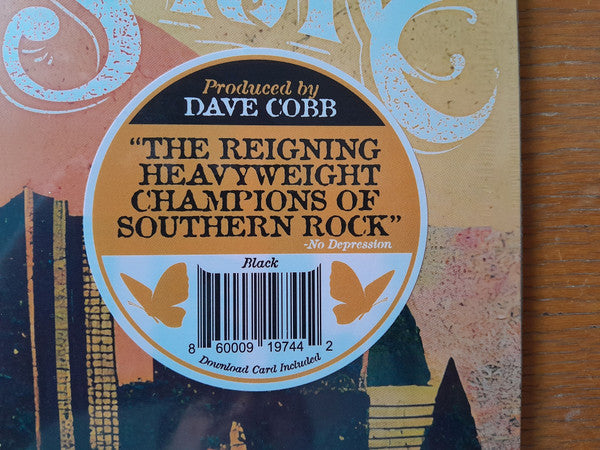 Produced by
DAVE COBB
“THE REIGNING
HEAVYWEIGHT
CHAMPIONS OF
SOUTHERN ROCK”
-No Depression
Black
8 60009 19744 2
Download Card Included